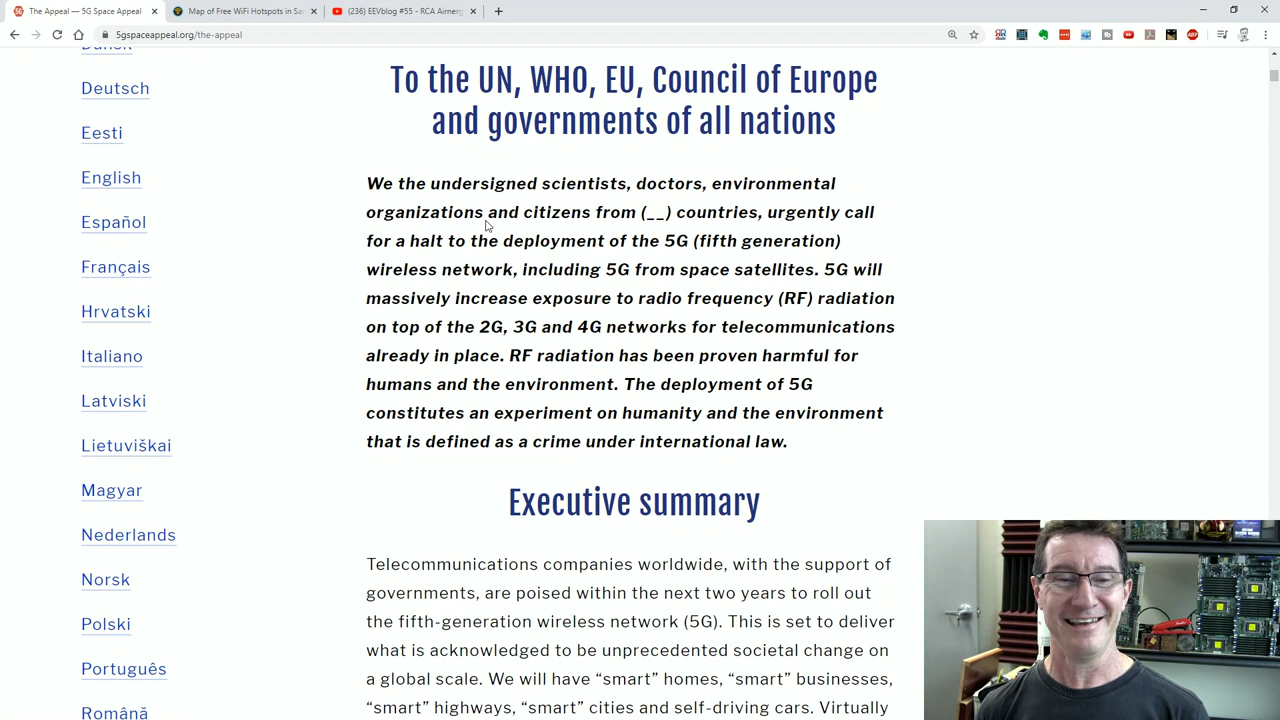 The Appeal — 5G Space Appeal
Map of Free WiFi Hotspots in Sa
(236) EEVblog #55 - RCA Airnerg
5gspaceappeal.org/the-appeal
Dansk
Deutsch
Eesti
English
Español
Français
Hrvatski
Italiano
Latviski
Lietuviškai
Magyar
Nederlands
Norsk
Polski
Português
Română
To the UN, WHO, EU, Council of Europe
and governments of all nations
We the undersigned scientists, doctors, environmental
organizations and citizens from (__) countries, urgently call
for a halt to the deployment of the 5G (fifth generation)
wireless network, including 5G from space satellites. 5G will
massively increase exposure to radio frequency (RF) radiation
on top of the 2G, 3G and 4G networks for telecommunications
already in place. RF radiation has been proven harmful for
humans and the environment. The deployment of 5G
constitutes an experiment on humanity and the environment
that is defined as a crime under international law.
Executive summary
Telecommunications companies worldwide, with the support of
governments, are poised within the next two years to roll out
the fifth-generation wireless network (5G). This is set to deliver
what is acknowledged to be unprecedented societal change on
a global scale. We will have “smart” homes, “smart” businesses,
“smart” highways, “smart” cities and self-driving cars. Virtually